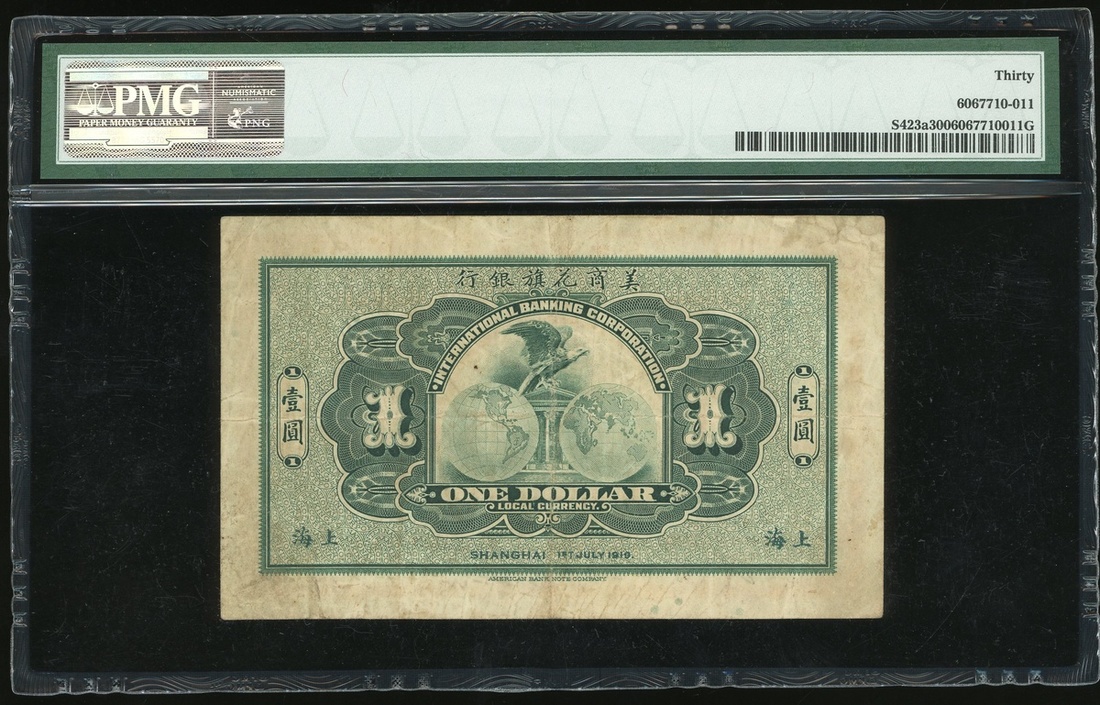 PMG
PAPER MONEY GUARANTY
NUMISMATIC
PNG
Thirty
6067710-011
S423a3006067710011G
行銀旗花商美
INTERNATIONAL BANKING CORPORATION
1
壹圓
1
1
1
1
壹圓
1
ONE DOLLAR
LOCAL CURRENCY.
海上
海上
SHANGHAI 1ST JULY 1919.
AMERICAN BANK NOTE COMPANY.